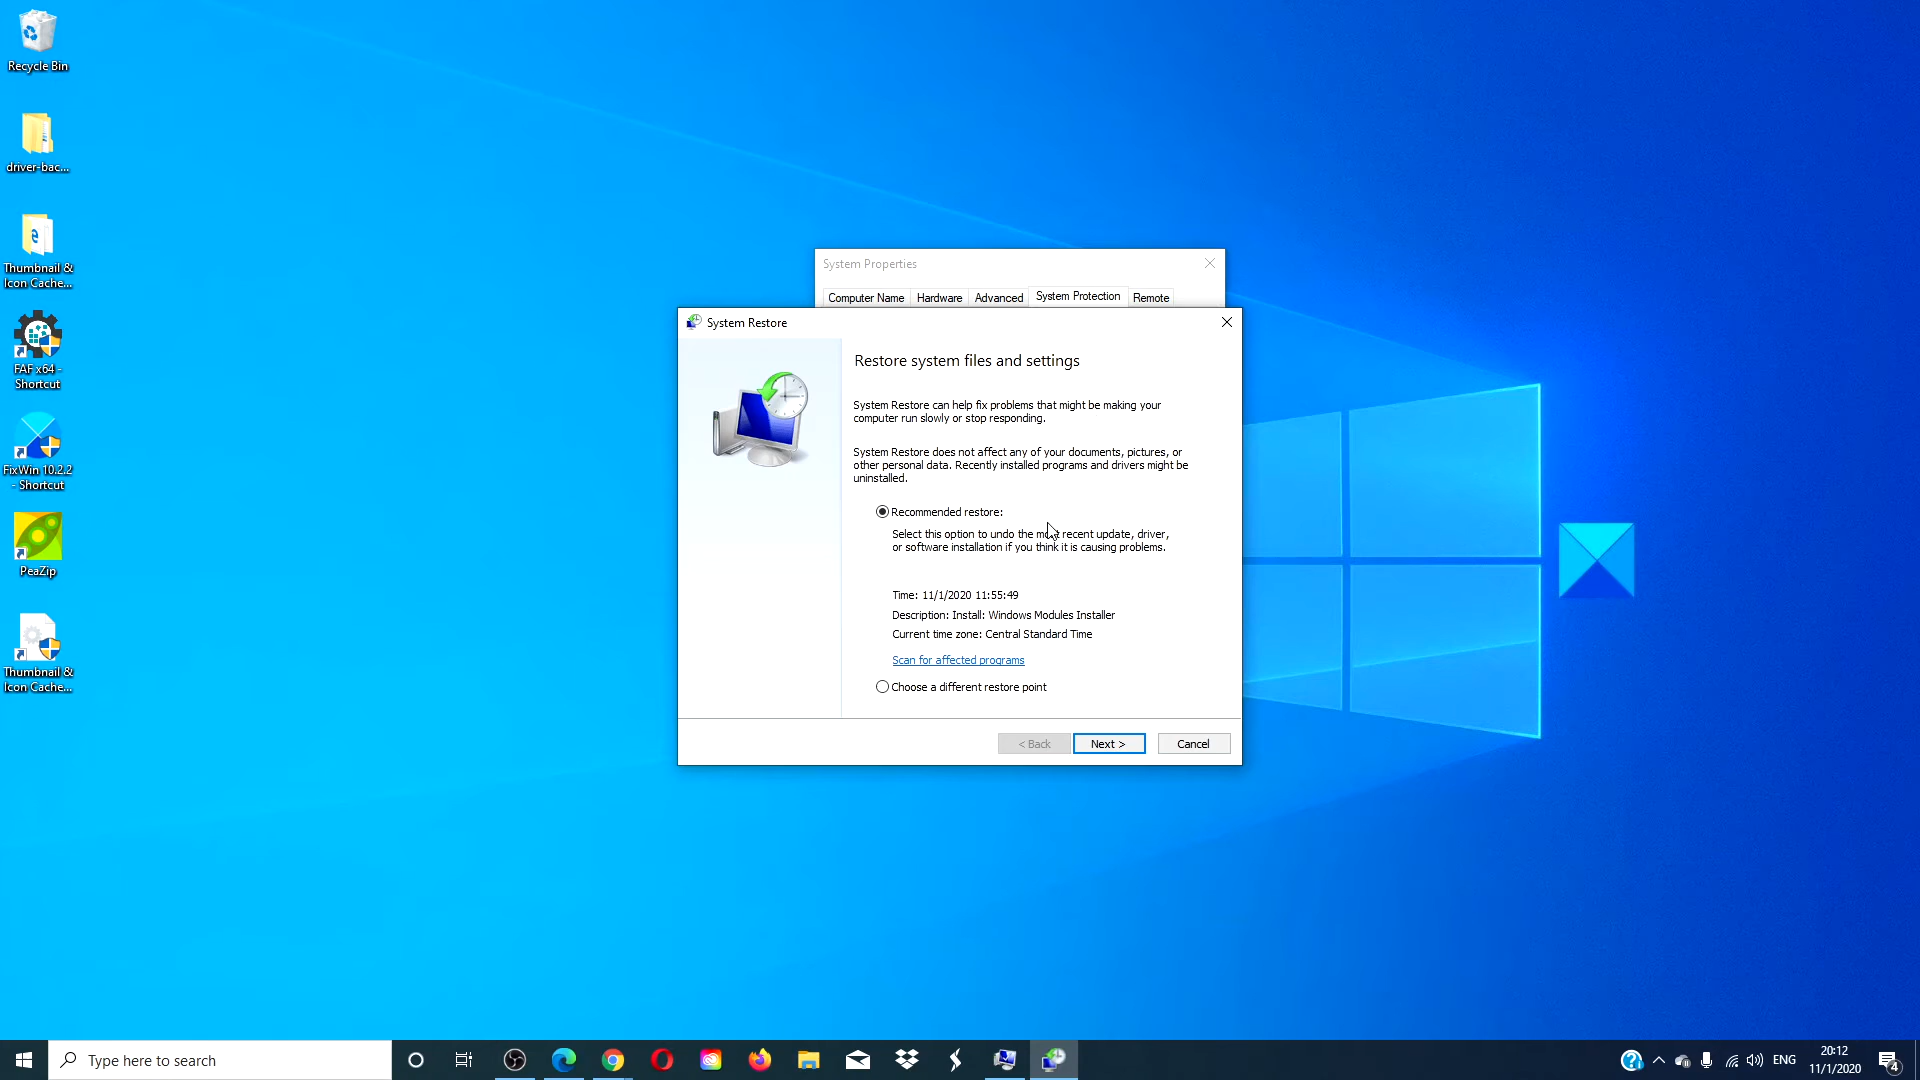 Recycle Bin
driver-bac...
Thumbnail &
Icon Cache...
FAF x64 -
Shortcut
FixWin 10.2.2
- Shortcut
PeaZip
Thumbnail &
Icon Cache...
System Properties
Computer Name
Hardware
Advanced
System Protection
Remote
System Restore
Restore system files and settings
System Restore can help fix problems that might be making your
computer run slowly or stop responding.
System Restore does not affect any of your documents, pictures, or
other personal data. Recently installed programs and drivers might be
uninstalled.
Recommended restore:
Select this option to undo the most recent update, driver,
or software installation if you think it is causing problems.
Time: 11/1/2020 11:55:49
Description: Install: Windows Modules Installer
Current time zone: Central Standard Time
Scan for affected programs
Choose a different restore point
< Back
Next >
Cancel
Type here to search
ENG
20:12
11/1/2020
4